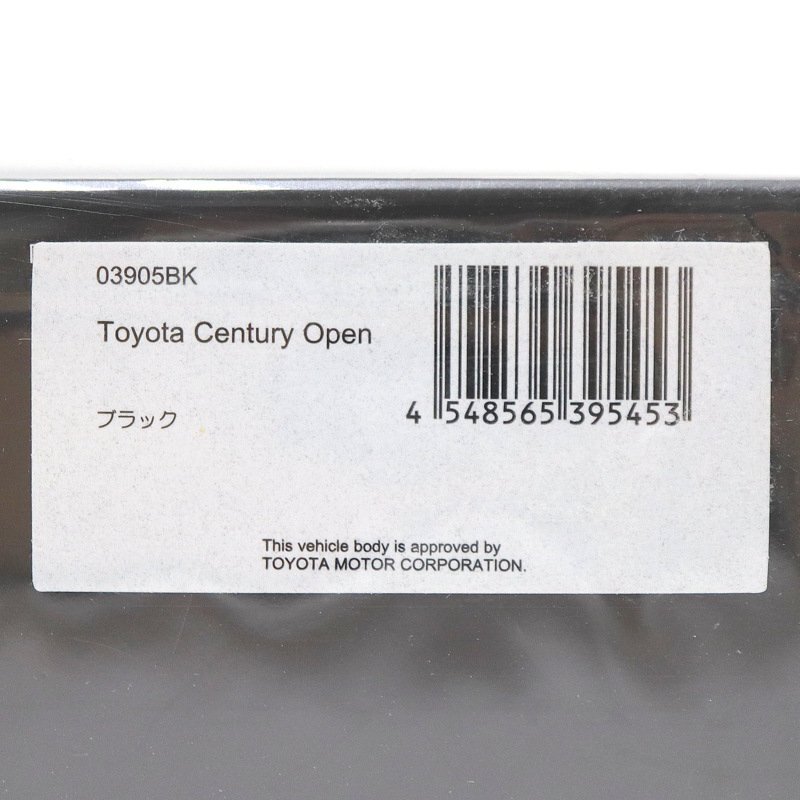 03905BK
Toyota Century Open
ブラック
4 548565 395453
This vehicle body is approved by
TOYOTA MOTOR CORPORATION.